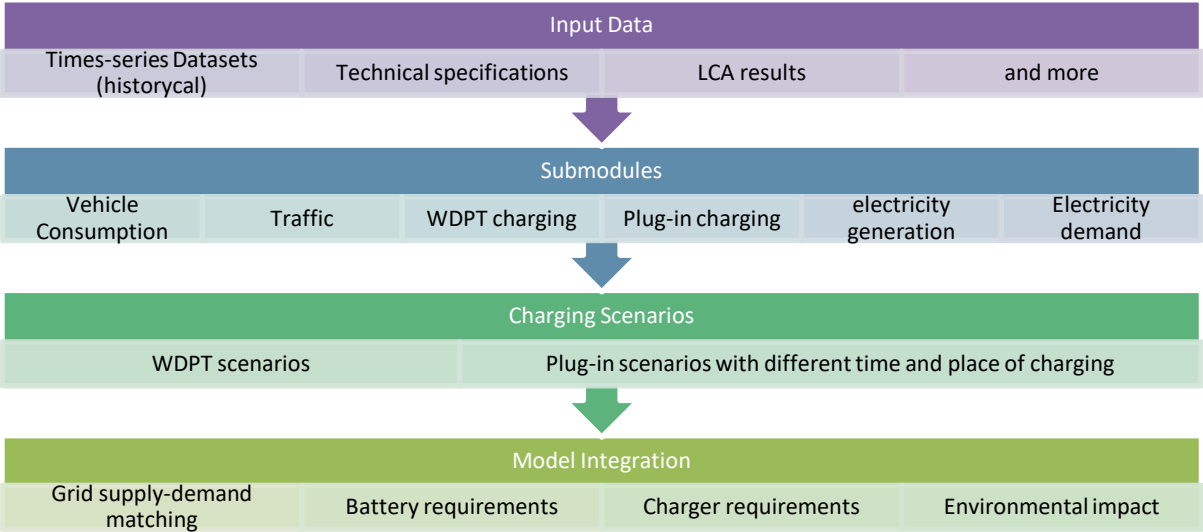 Input Data
Times-series Datasets
(historycal)
Technical specifications
LCA results
and more
Submodules
Vehicle
Consumption
Traffic
WDPT charging
Plug-in charging
electricity
generation
Electricity
demand
Charging Scenarios
WDPT scenarios
Plug-in scenarios with different time and place of charging
Model Integration
Grid supply-demand
matching
Battery requirements
Charger requirements
Environmental impact